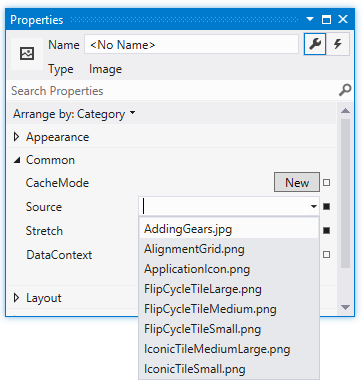 Properties
Name <No Name>
Type Image
Search Properties
Arrange by: Category
Appearance
Common
CacheMode New
Source
Stretch
DataContext
Layout
AddingGears.jpg
AlignmentGrid.png
ApplicationIcon.png
FlipCycleTileLarge.png
FlipCycleTileMedium.png
FlipCycleTileSmall.png
IconicTileMediumLarge.png
IconicTileSmall.png